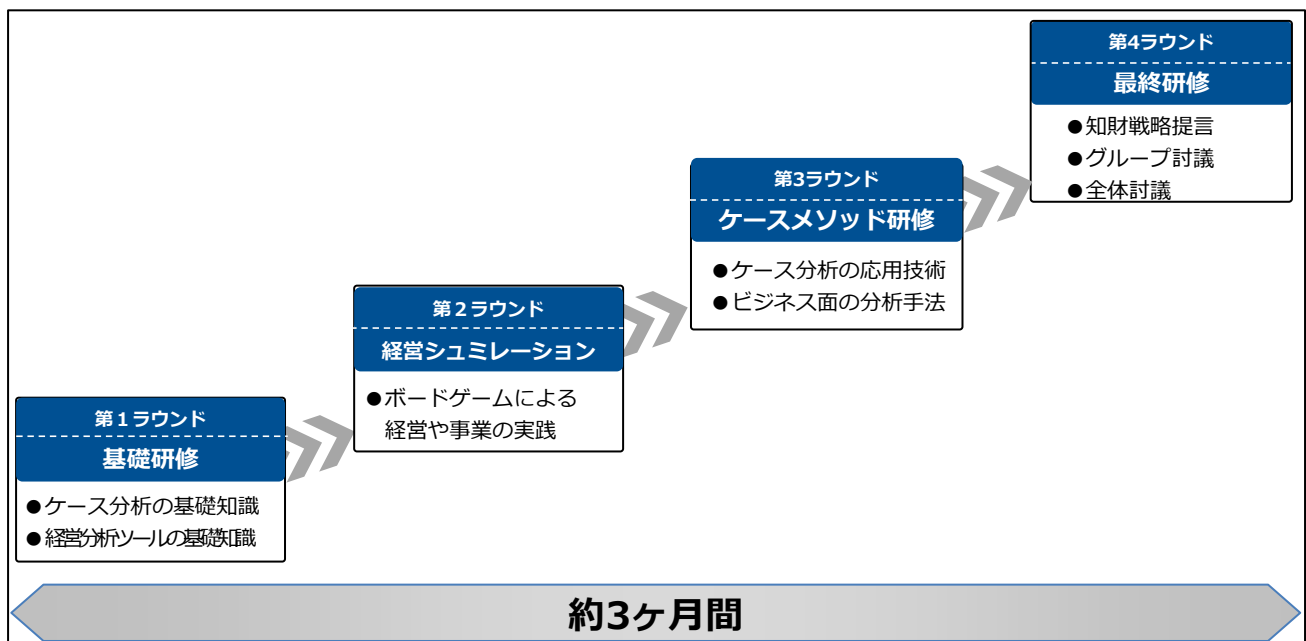 第1ラウンド
基礎研修
●ケース分析の基礎知識
●経営分析ツールの基礎知識
第２ラウンド
経営シュミレーション
●ボードゲームによる
経営や事業の実践
第3ラウンド
ケースメソッド研修
●ケース分析の応用技術
●ビジネス面の分析手法
第4ラウンド
最終研修
●知財戦略提言
●グループ討議
●全体討議
約3ヶ月間